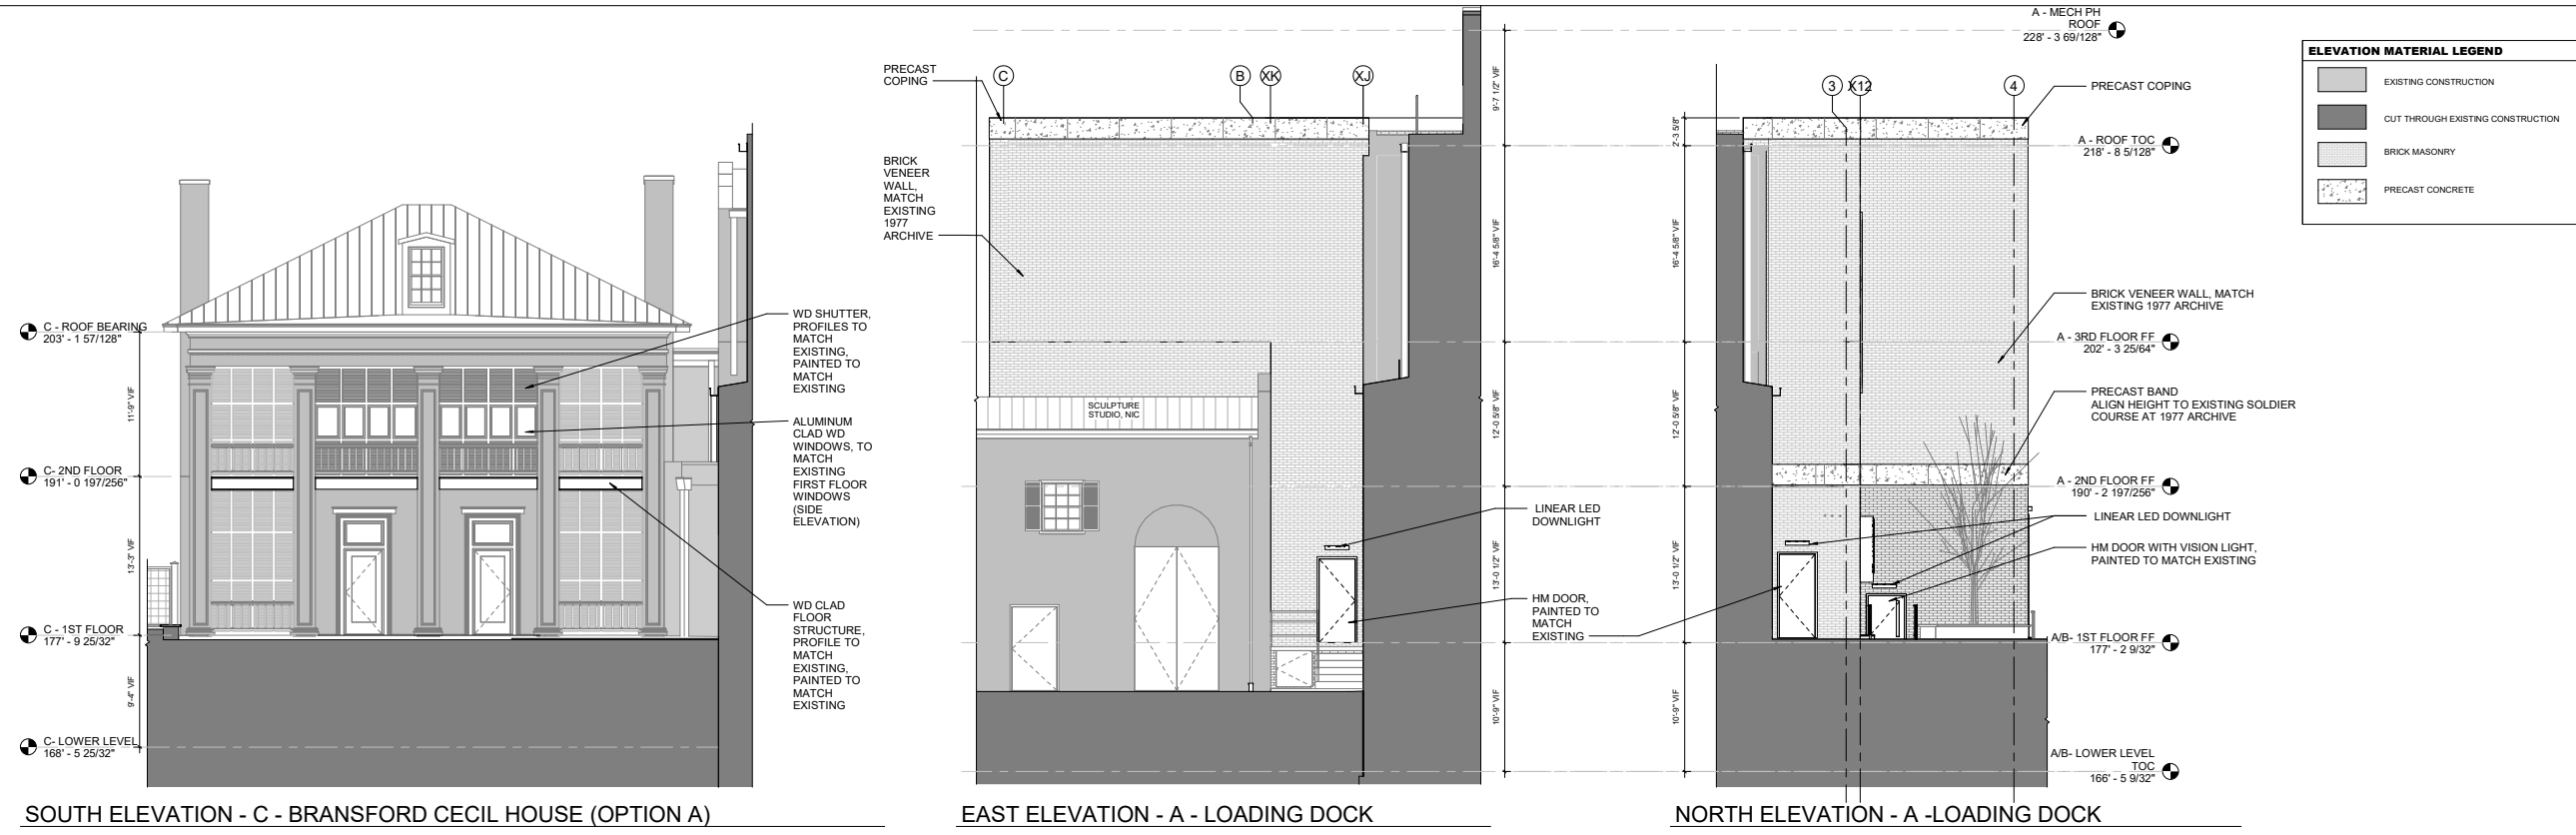 C - ROOF BEARING
203' - 1 57/128"
C- 2ND FLOOR
191' - 0 197/256"
C - 1ST FLOOR
177' - 9 25/32"
C- LOWER LEVEL
168' - 5 25/32"
11'-9" VIF
13'-3" VIF
9'-4" VIF
WD SHUTTER,
PROFILES TO
MATCH
EXISTING,
PAINTED TO
MATCH
EXISTING
ALUMINUM
CLAD WD
WINDOWS, TO
MATCH
EXISTING
FIRST FLOOR
WINDOWS
(SIDE
ELEVATION)
WD CLAD
FLOOR
STRUCTURE,
PROFILE TO
MATCH
EXISTING,
PAINTED TO
MATCH
EXISTING
SOUTH ELEVATION - C - BRANSFORD CECIL HOUSE (OPTION A)
PRECAST
COPING
C
B
XK
XJ
BRICK
VENEER
WALL,
MATCH
EXISTING
1977
ARCHIVE
SCULPTURE
STUDIO, NIC
9'-7 1/2" VIF
16'-4 5/8" VIF
12'-0 5/8" VIF
13'-0 1/2" VIF
10'-9" VIF
LINEAR LED
DOWNLIGHT
HM DOOR,
PAINTED TO
MATCH
EXISTING
EAST ELEVATION - A - LOADING DOCK
2'-3 5/8"
16'-4 5/8" VIF
12'-0 5/8" VIF
13'-0 1/2" VIF
10'-9" VIF
3
X12
4
A - MECH PH
ROOF
228' - 3 69/128"
PRECAST COPING
A - ROOF TOC
218' - 8 5/128"
BRICK VENEER WALL, MATCH
EXISTING 1977 ARCHIVE
A - 3RD FLOOR FF
202' - 3 25/64"
PRECAST BAND
ALIGN HEIGHT TO EXISTING SOLDIER
COURSE AT 1977 ARCHIVE
A - 2ND FLOOR FF
190' - 2 197/256"
LINEAR LED DOWNLIGHT
HM DOOR WITH VISION LIGHT,
PAINTED TO MATCH EXISTING
A/B- 1ST FLOOR FF
177' - 2 9/32"
A/B- LOWER LEVEL
TOC
166' - 5 9/32"
NORTH ELEVATION - A -LOADING DOCK
ELEVATION MATERIAL LEGEND
EXISTING CONSTRUCTION
CUT THROUGH EXISTING CONSTRUCTION
BRICK MASONRY
PRECAST CONCRETE